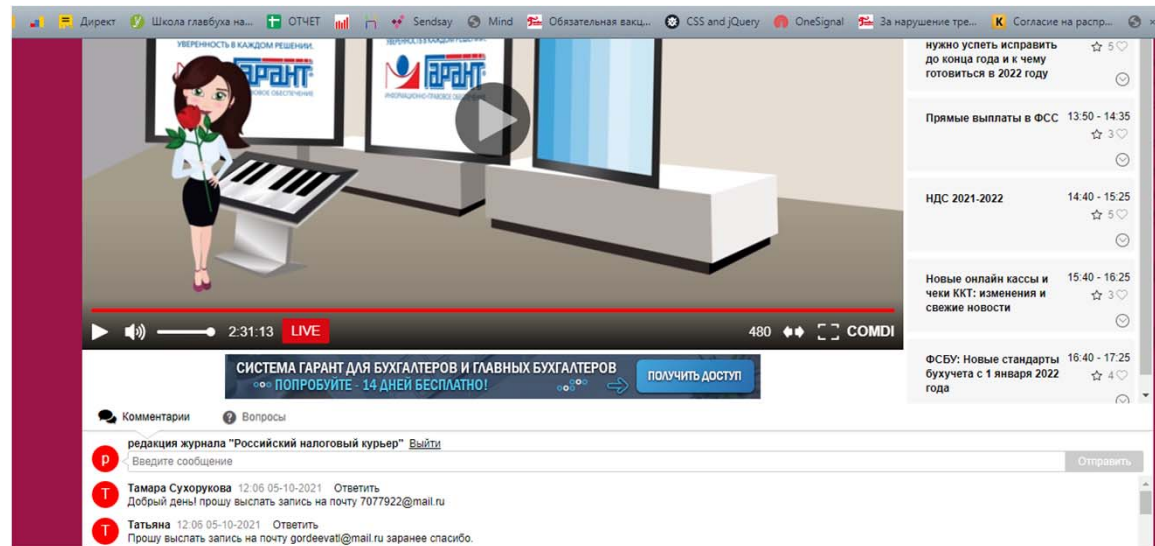 Директ
Школа главбуха на...
ОТЧЕТ
Sendsay
Mind
Обязательная вакц...
CSS and jQuery
OneSignal
За нарушение тре...
Согласие на распр...
УВЕРЕННОСТЬ В КАЖДОМ РЕШЕНИИ.
ГАРАНТ
ГАРАНТ
ИНФОРМАЦИОННО-ПРАВОВОЕ ОБЕСПЕЧЕНИЕ
2:31:13 LIVE
480
COMDI
нужно успеть исправить
до конца года и к чему
готовиться в 2022 году
5
Прямые выплаты в ФСС 13:50 - 14:35
3
НДС 2021-2022 14:40 - 15:25
5
Новые онлайн кассы и 15:40 - 16:25
чеки ККТ: изменения и 3
свежие новости
ФСБУ: Новые стандарты 16:40 - 17:25
бухучета с 1 января 2022 4
года
СИСТЕМА ГАРАНТ ДЛЯ БУХГАЛТЕРОВ И ГЛАВНЫХ БУХГАЛТЕРОВ
ПОПРОБУЙТЕ - 14 ДНЕЙ БЕСПЛАТНО!
ПОЛУЧИТЬ ДОСТУП
Комментарии Вопросы
редакция журнала "Российский налоговый курьер" Выйти
р
Введите сообщение Отправить
Т
Тамара Сухорукова 12:06 05-10-2021 Ответить
Добрый день! прошу выслать запись на почту 7077922@mail.ru
Т
Татьяна 12:06 05-10-2021 Ответить
Прошу выслать запись на почту gordeevatl@mail.ru заранее спасибо.